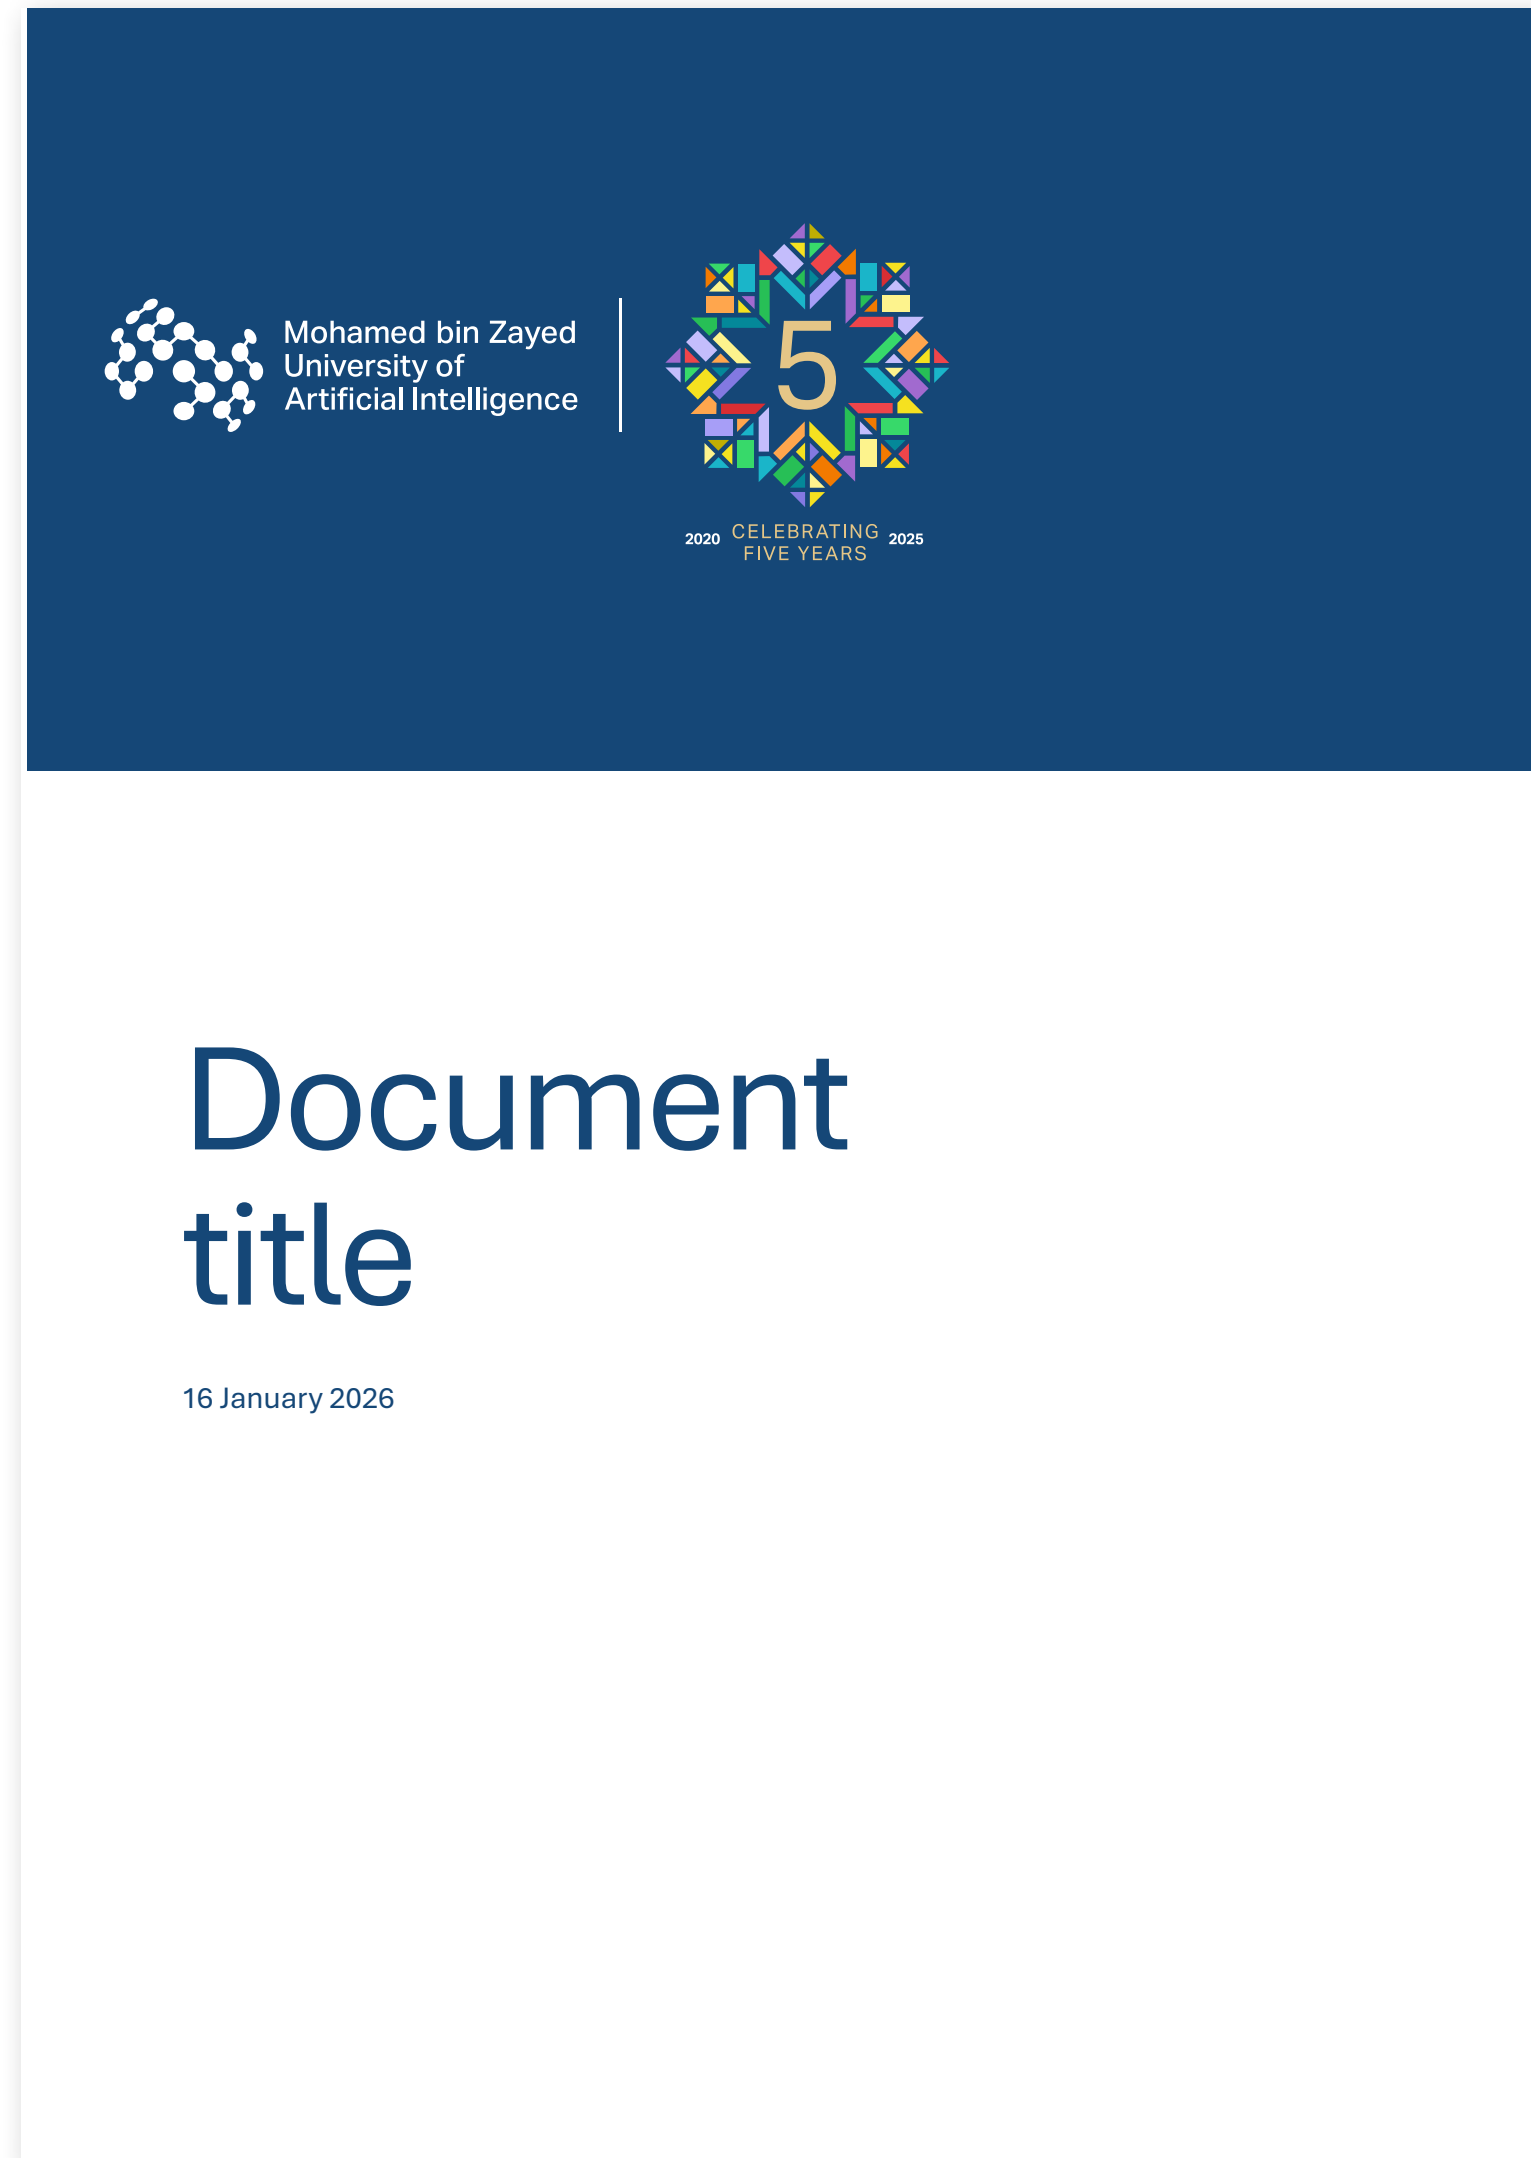 Mohamed bin Zayed
University of
Artificial Intelligence
5
2020 CELEBRATING 2025
FIVE YEARS
Document
title
16 January 2026